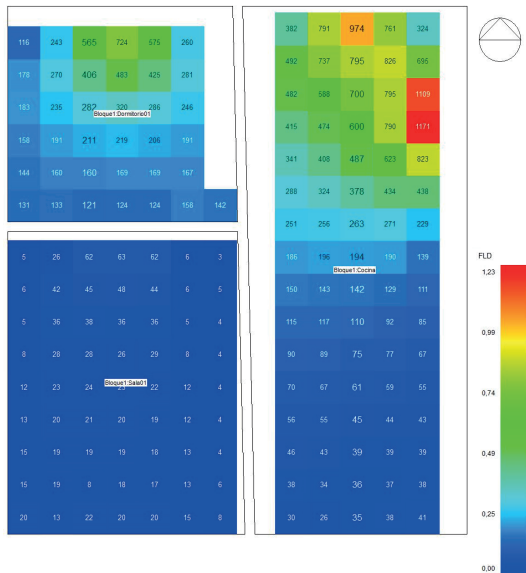 116 243 565 724 575 260
178 270 406 483 425 281
183 235 282 320 286 246
Bloque1:Dormitorio01
158 191 211 219 206 191
144 160 160 169 169 167
131 133 121 124 124 158 142
5 26 62 63 62 6 3
6 42 45 48 44 6 5
5 36 38 36 36 5 4
8 28 28 26 29 8 4
12 23 24 23 22 12 4
Bloque1:Sala01
13 20 21 20 19 12 4
15 19 19 19 18 13 4
15 19 8 18 17 13 6
20 13 22 20 20 15 8
382 791 974 761 324
492 737 795 826 695
482 588 700 795 1109
415 474 600 790 1171
341 408 487 623 823
288 324 378 434 438
251 256 263 271 229
186 196 194 190 139
Bloque1:Cocina
150 143 142 129 111
115 117 110 92 85
90 89 75 77 67
70 67 61 59 55
56 55 45 44 43
46 43 39 39 39
38 34 36 37 38
30 26 35 38 41
FLD
1,23
0,99
0,74
0,49
0,25
0,00